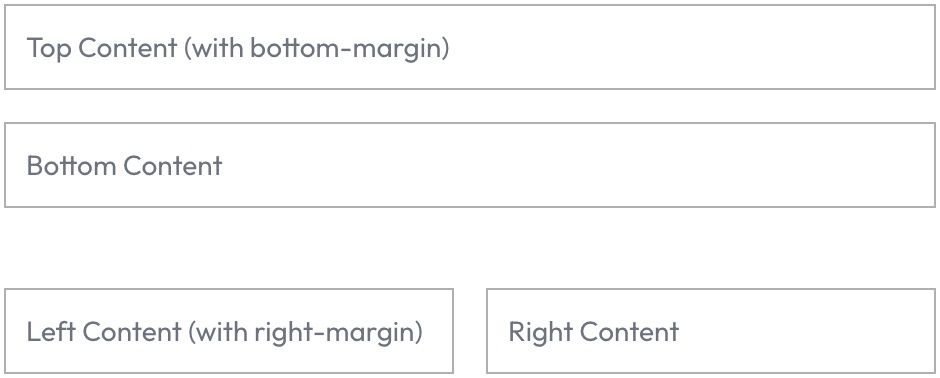 Top Content (with bottom-margin)
Bottom Content
Left Content (with right-margin)
Right Content